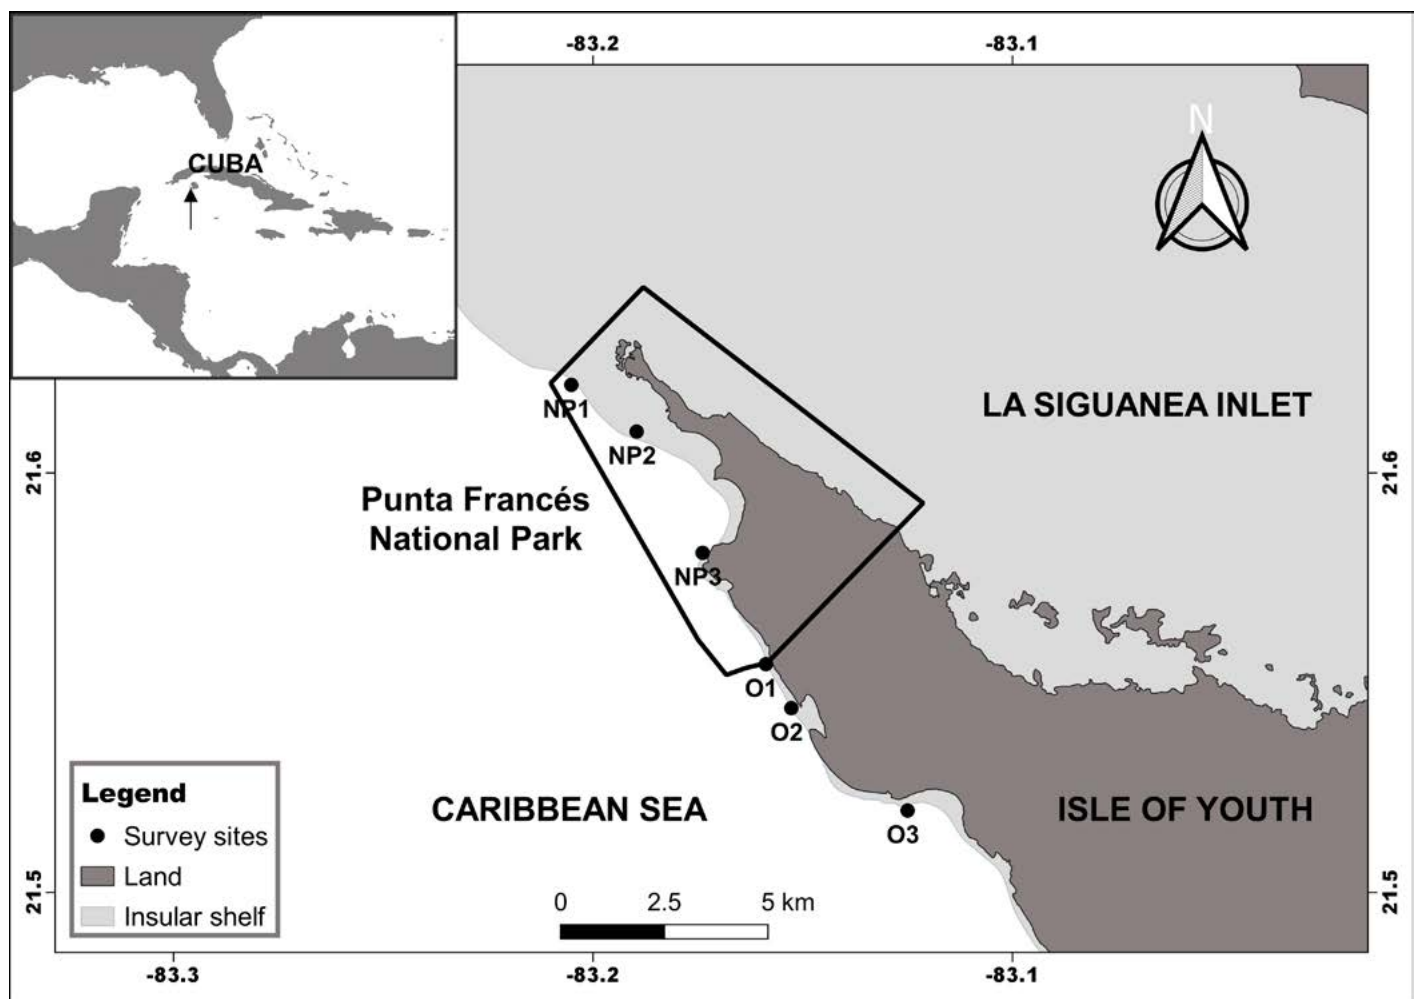 -83.2
-83.1
CUBA
N
LA SIGUANEA INLET
NP1
NP2
21.6
21.6
Punta Francés
National Park
NP3
O1
O2
Legend
Survey sites
Land
Insular shelf
CARIBBEAN SEA
ISLE OF YOUTH
O3
0 2.5 5 km
21.5
21.5
-83.3
-83.2
-83.1